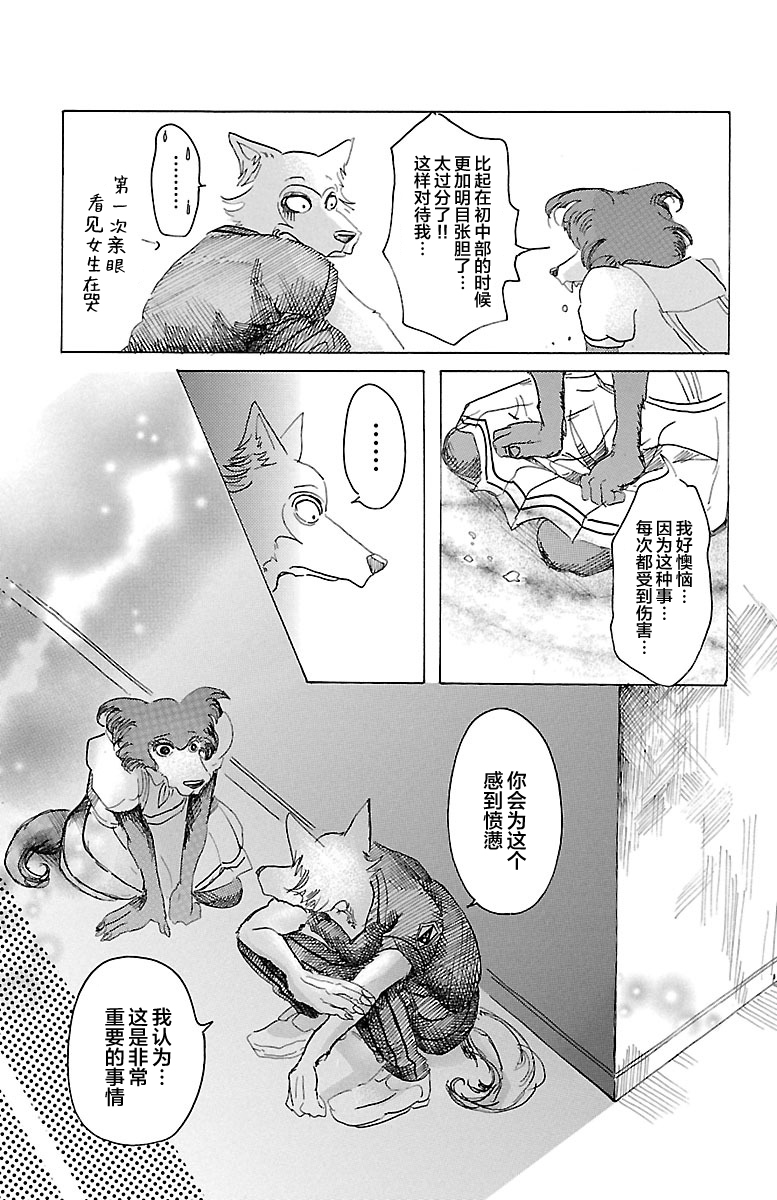 比起在初中部的时候
更加明目张胆了…
太过分了!!
这样对待我…
………
第一次亲眼
看见女生在哭
我好懊恼…
因为这种事…
每次都受到伤害…
……
你会为这个
感到愤懑
我认为…
这是非常
重要的事情